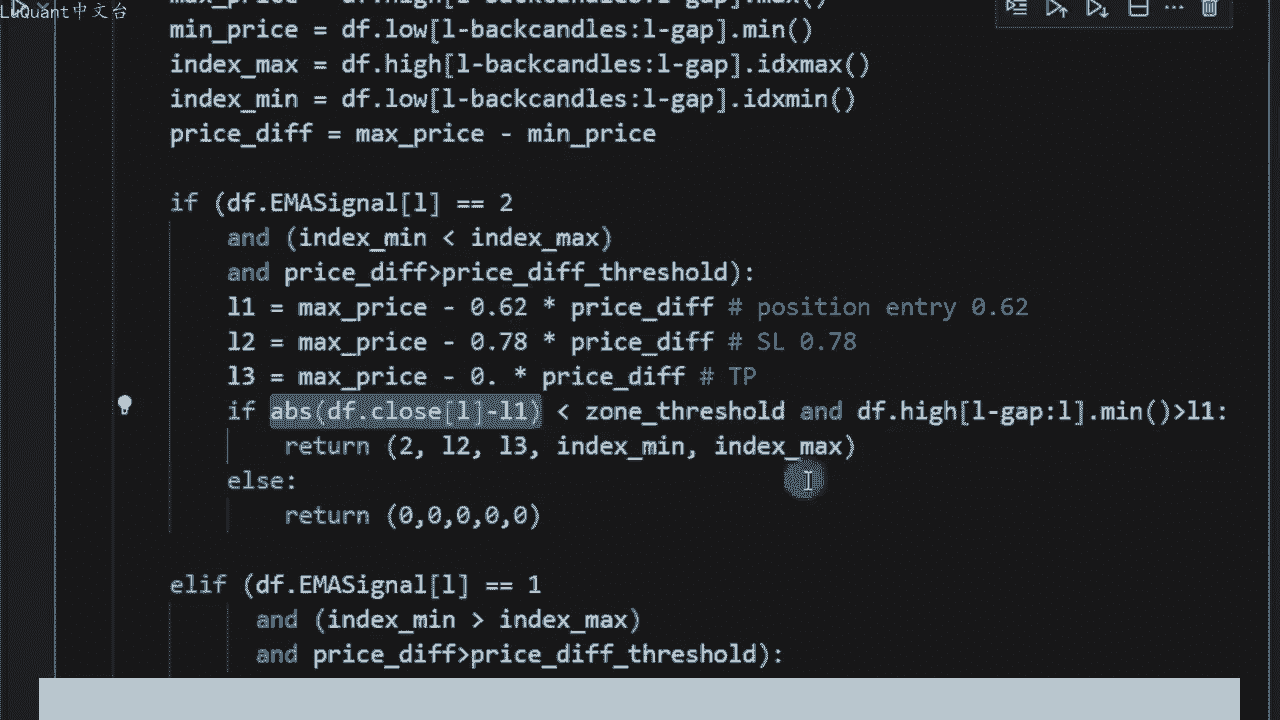 LLQuant中文台
max_price = df.high[l-backcandles:l-gap].max()
min_price = df.low[l-backcandles:l-gap].min()
index_max = df.high[l-backcandles:l-gap].idxmax()
index_min = df.low[l-backcandles:l-gap].idxmin()
price_diff = max_price - min_price
if (df.EMASignal[l] == 2
and (index_min < index_max)
and price_diff>price_diff_threshold):
l1 = max_price - 0.62 * price_diff # position entry 0.62
l2 = max_price - 0.78 * price_diff # SL 0.78
l3 = max_price - 0. * price_diff # TP
if abs(df.close[l]-l1) < zone_threshold and df.high[l-gap:l].min()>l1:
return (2, l2, l3, index_min, index_max)
else:
return (0,0,0,0,0)
elif (df.EMASignal[l] == 1
and (index_min > index_max)
and price_diff>price_diff_threshold):